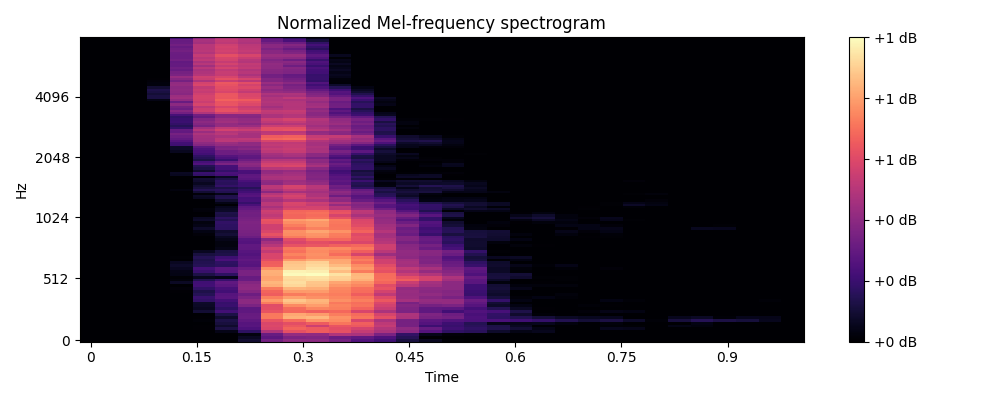 Normalized Mel-frequency spectrogram
Hz
4096
2048
1024
512
0
0 0.15 0.3 0.45 0.6 0.75 0.9
Time
+1 dB
+1 dB
+1 dB
+0 dB
+0 dB
+0 dB